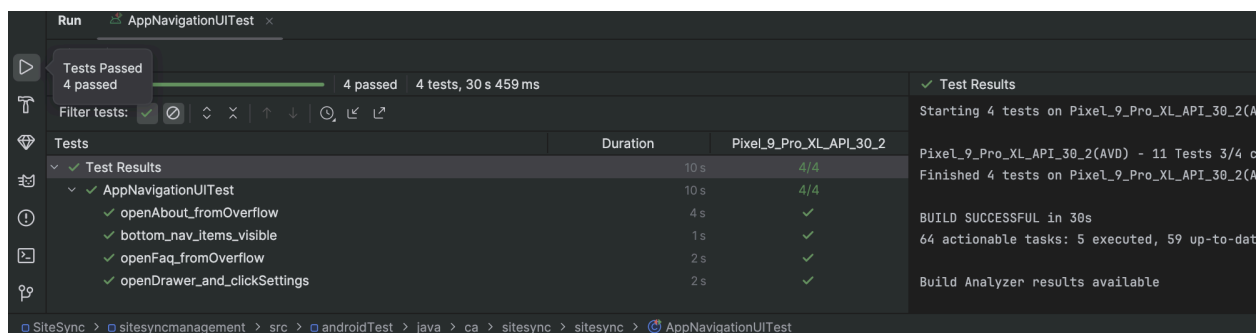 Run AppNavigationUITest
Tests Passed
4 passed
4 passed 4 tests, 30 s 459 ms
Filter tests:
Tests Duration Pixel_9_Pro_XL_API_30_2
Test Results 10 s 4/4
AppNavigationUITest 10 s 4/4
openAbout_fromOverflow 4 s
bottom_nav_items_visible 1 s
openFaq_fromOverflow 2 s
openDrawer_and_clickSettings 2 s
Test Results
Starting 4 tests on Pixel_9_Pro_XL_API_30_2(A
Pixel_9_Pro_XL_API_30_2(AVD) - 11 Tests 3/4 c
Finished 4 tests on Pixel_9_Pro_XL_API_30_2(A
BUILD SUCCESSFUL in 30s
64 actionable tasks: 5 executed, 59 up-to-dat
Build Analyzer results available
SiteSync > sitesyncmanagement > src > androidTest > java > ca > sitesync > sitesync > AppNavigationUITest